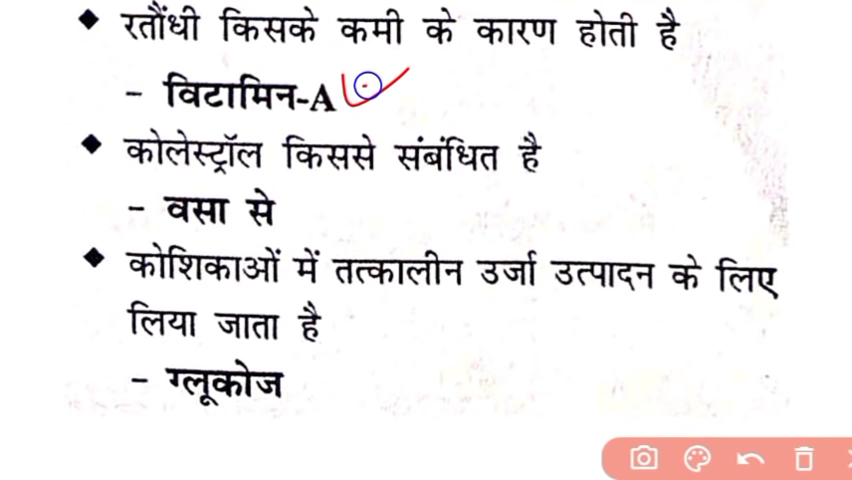 ◆ रतौंधी किसके कमी के कारण होती है
- विटामिन-A
◆ कोलेस्ट्रॉल किससे संबंधित है
- वसा से
◆ कोशिकाओं में तत्कालीन उर्जा उत्पादन के लिए
लिया जाता है
- ग्लूकोज